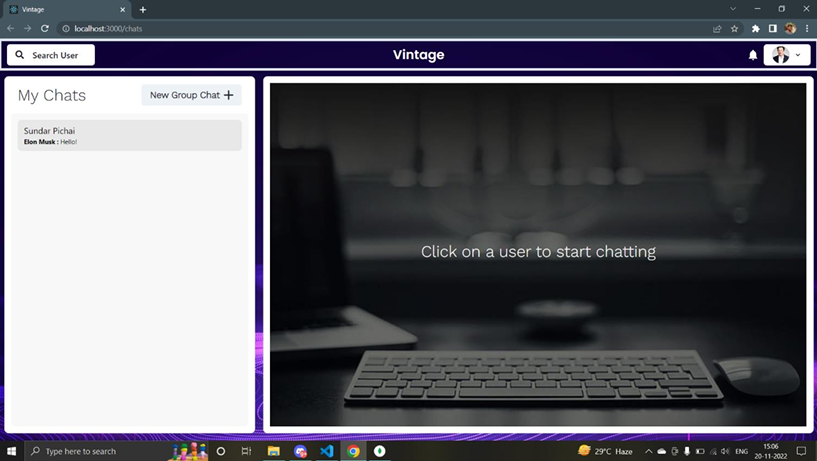 Vintage
localhost:3000/chats
Search User
Vintage
My Chats
New Group Chat
Sundar Pichai
Elon Musk : Hello!
Click on a user to start chatting
Type here to search
29°C Haze
ENG
15:06
20-11-2022